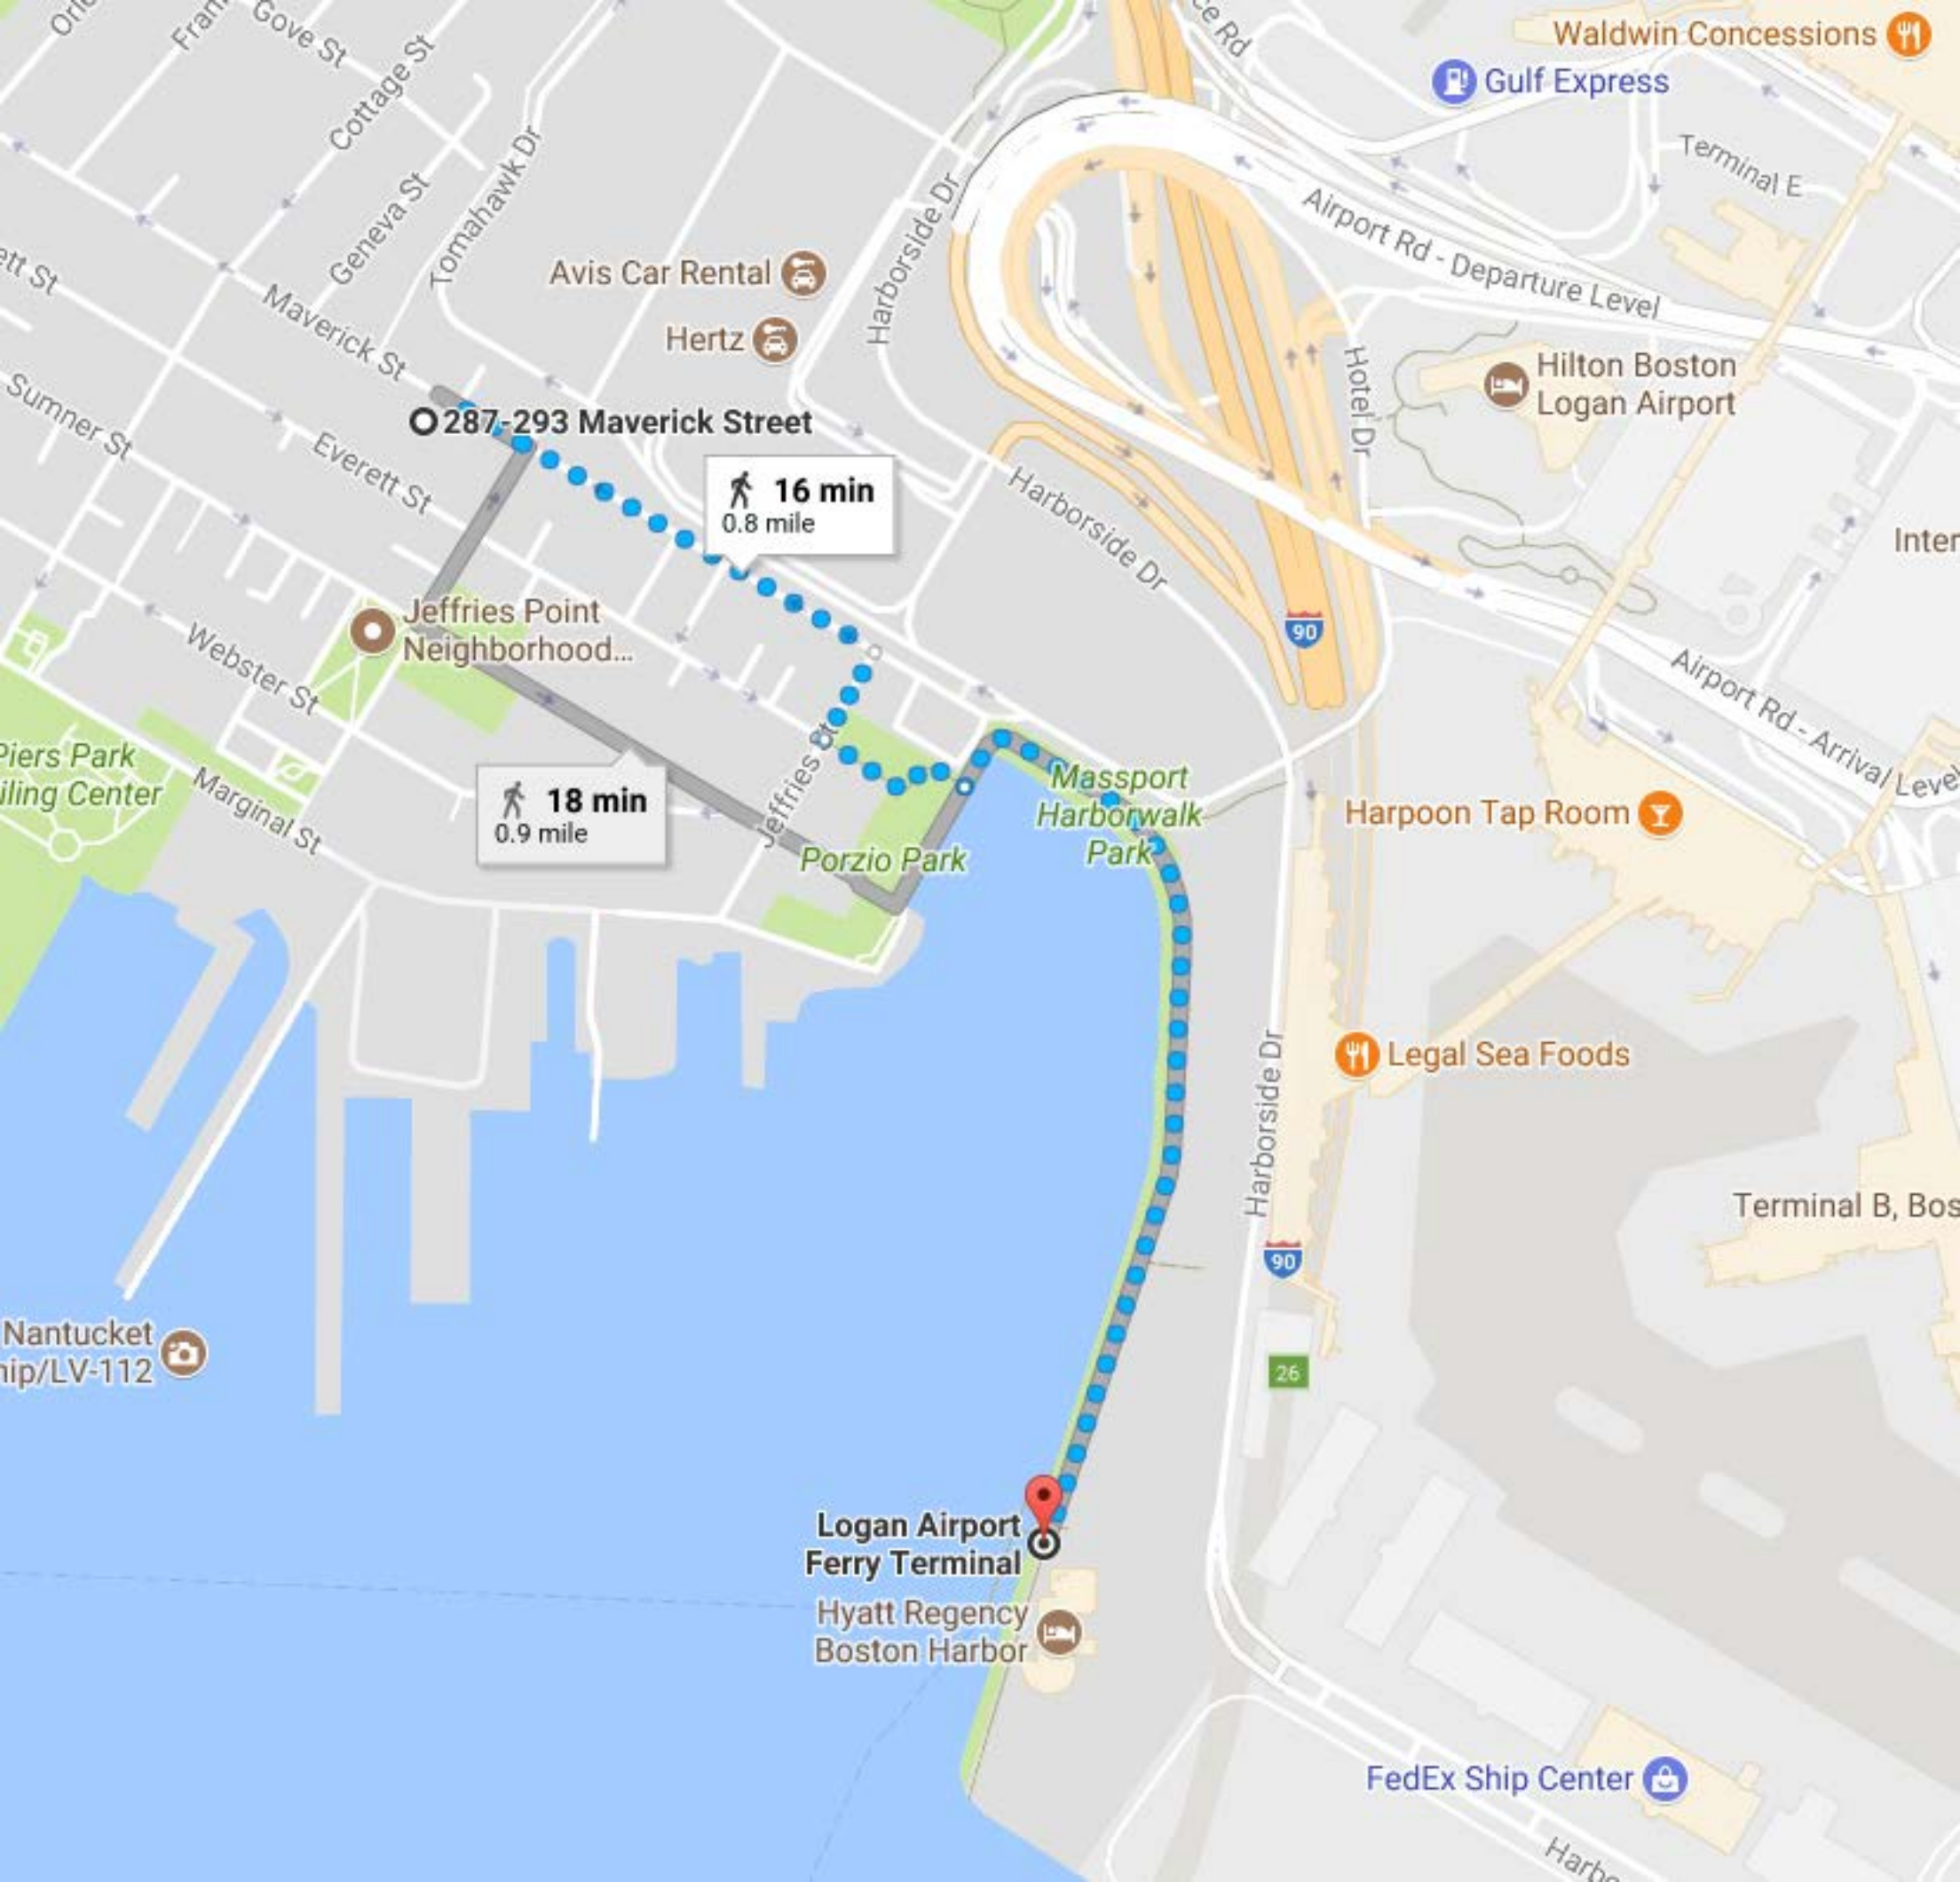 Gove St
Cottage St
Geneva St
Tomahawk Dr
Waldwin Concessions
Gulf Express
Terminal E
Airport Rd - Departure Level
Avis Car Rental
Hertz
Harborside Dr
Maverick St
Hotel Dr
Hilton Boston
Logan Airport
Sumner St
287-293 Maverick Street
Everett St
16 min
0.8 mile
Harborside Dr
90
Jeffries Point
Neighborhood...
Webster St
Airport Rd - Arrival Level
Piers Park
iling Center
Marginal St
18 min
0.9 mile
Jeffries St
Porzio Park
Massport
Harborwalk
Park
Harpoon Tap Room
Legal Sea Foods
Harborside Dr
Terminal B, Bos
90
Nantucket
hip/LV-112
26
Logan Airport
Ferry Terminal
Hyatt Regency
Boston Harbor
FedEx Ship Center